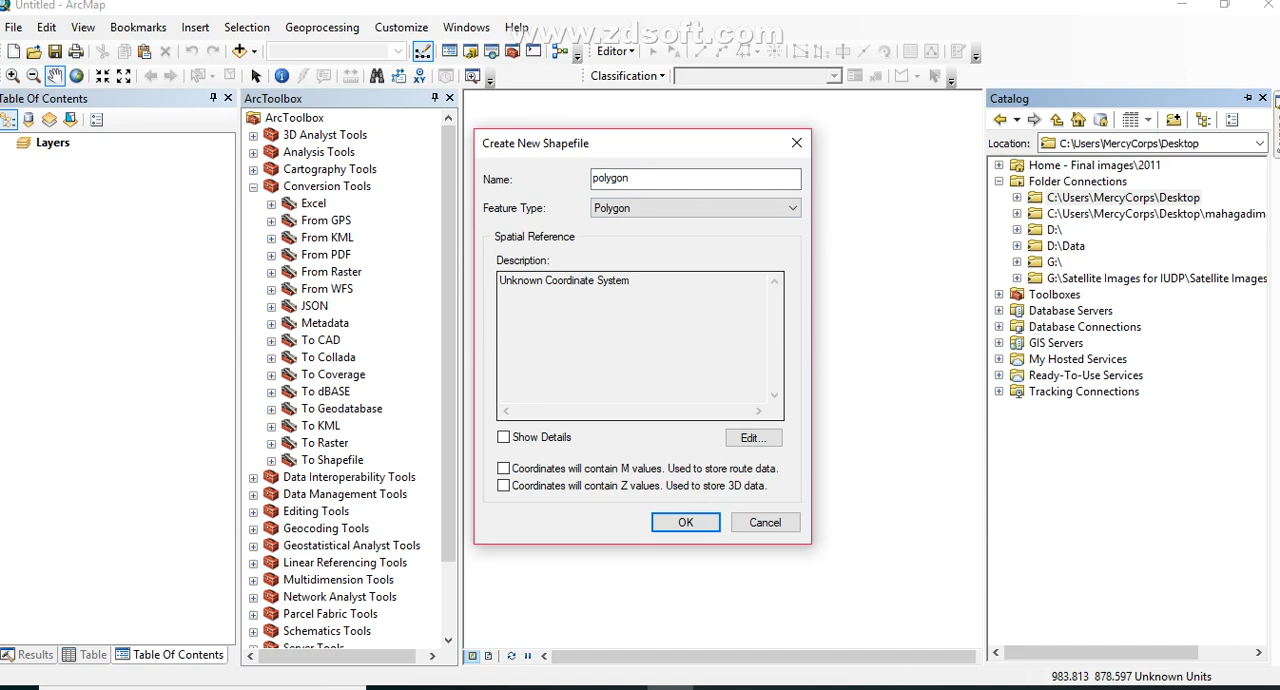 Untitled - ArcMap
File Edit View Bookmarks Insert Selection Geoprocessing Customize Windows Help
www.zdsoft.com
Editor
Classification
Table Of Contents
Layers
Results Table Table Of Contents
ArcToolbox
ArcToolbox
3D Analyst Tools
Analysis Tools
Cartography Tools
Conversion Tools
Excel
From GPS
From KML
From PDF
From Raster
From WFS
JSON
Metadata
To CAD
To Collada
To Coverage
To dBASE
To Geodatabase
To KML
To Raster
To Shapefile
Data Interoperability Tools
Data Management Tools
Editing Tools
Geocoding Tools
Geostatistical Analyst Tools
Linear Referencing Tools
Multidimension Tools
Network Analyst Tools
Parcel Fabric Tools
Schematics Tools
Server Tools
Create New Shapefile
Name: polygon
Feature Type: Polygon
Spatial Reference
Description:
Unknown Coordinate System
Show Details
Edit...
Coordinates will contain M values. Used to store route data.
Coordinates will contain Z values. Used to store 3D data.
OK Cancel
Catalog
Location: C:\Users\MercyCorps\Desktop
Home - Final images\2011
Folder Connections
C:\Users\MercyCorps\Desktop
C:\Users\MercyCorps\Desktop\mahagadim
D:\
D:\Data
G:\
G:\Satellite Images for IUDP\Satellite Images
Toolboxes
Database Servers
Database Connections
GIS Servers
My Hosted Services
Ready-To-Use Services
Tracking Connections
983.813 878.597 Unknown Units